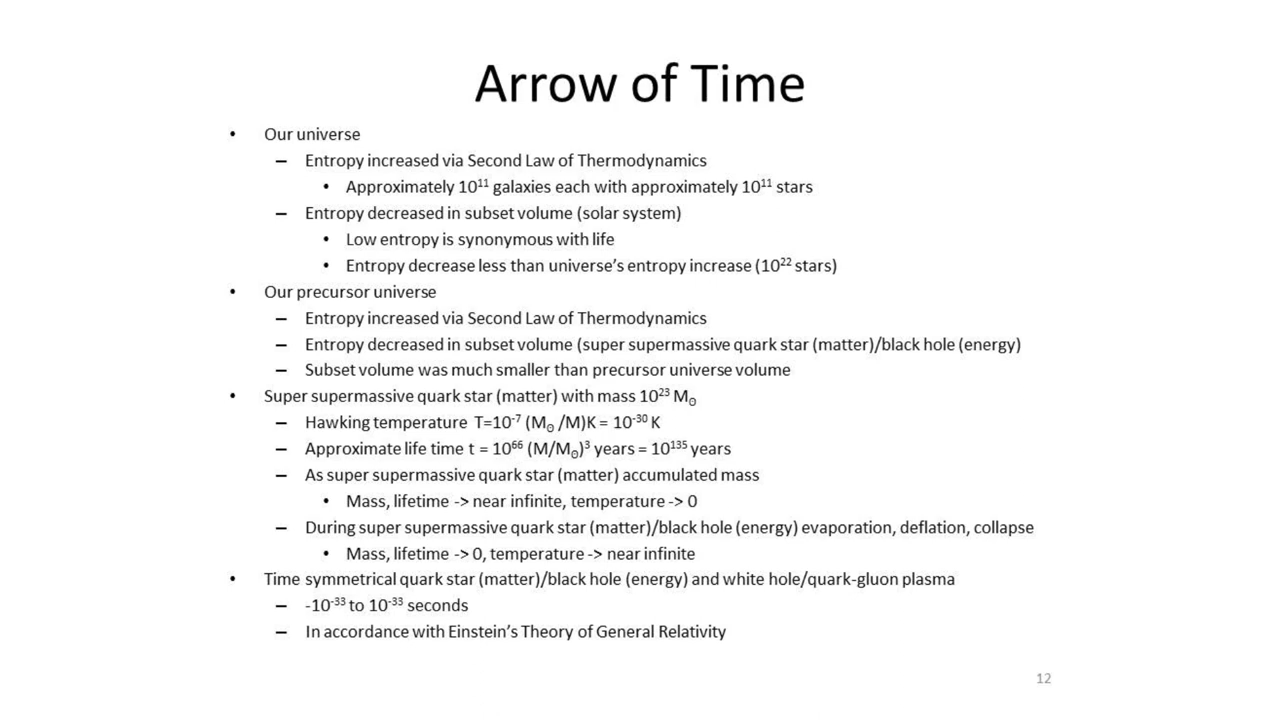 Arrow of Time
• Our universe
– Entropy increased via Second Law of Thermodynamics
• Approximately 10¹¹ galaxies each with approximately 10¹¹ stars
– Entropy decreased in subset volume (solar system)
• Low entropy is synonymous with life
• Entropy decrease less than universe's entropy increase (10²² stars)
• Our precursor universe
– Entropy increased via Second Law of Thermodynamics
– Entropy decreased in subset volume (super supermassive quark star (matter)/black hole (energy)
– Subset volume was much smaller than precursor universe volume
• Super supermassive quark star (matter) with mass 10²³ M⊙
– Hawking temperature T=10⁻⁷ (M⊙ /M)K = 10⁻³⁰ K
– Approximate life time t = 10⁶⁶ (M/M⊙)³ years = 10¹³⁵ years
– As super supermassive quark star (matter) accumulated mass
• Mass, lifetime -> near infinite, temperature -> 0
– During super supermassive quark star (matter)/black hole (energy) evaporation, deflation, collapse
• Mass, lifetime -> 0, temperature -> near infinite
• Time symmetrical quark star (matter)/black hole (energy) and white hole/quark-gluon plasma
– -10⁻³³ to 10⁻³³ seconds
– In accordance with Einstein's Theory of General Relativity
12